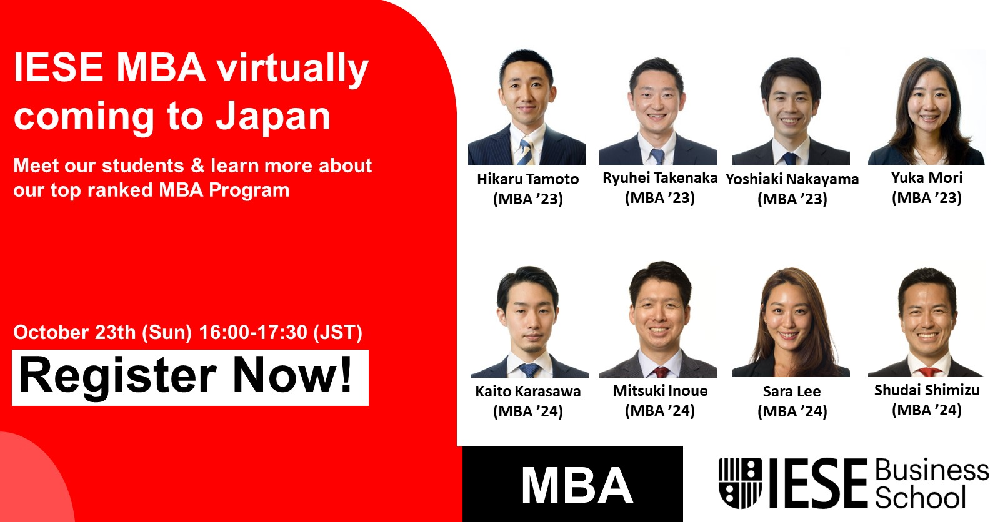 IESE MBA virtually
coming to Japan
Meet our students & learn more about
our top ranked MBA Program
October 23th (Sun) 16:00-17:30 (JST)
Register Now!
Hikaru Tamoto
(MBA ’23)
Ryuhei Takenaka
(MBA ’23)
Yoshiaki Nakayama
(MBA ’23)
Yuka Mori
(MBA ’23)
Kaito Karasawa
(MBA ’24)
Mitsuki Inoue
(MBA ’24)
Sara Lee
(MBA ’24)
Shudai Shimizu
(MBA ’24)
MBA
IESE Business
School